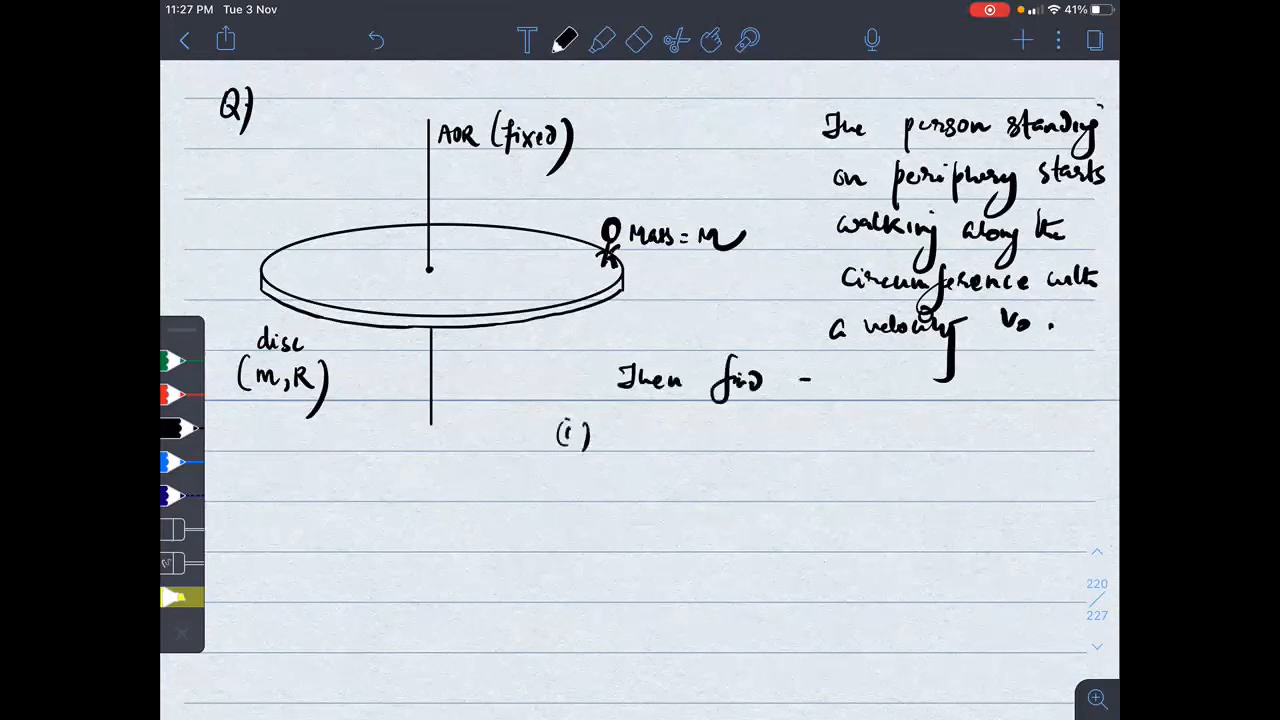 11:27 PM Tue 3 Nov
41%
T
Q)
AOR (fixed)
Mass = m
disc
(m, R)
The person standing
on periphery starts
walking along the
circumference with
a velocity v₀.
Then find -
(i)
220
227